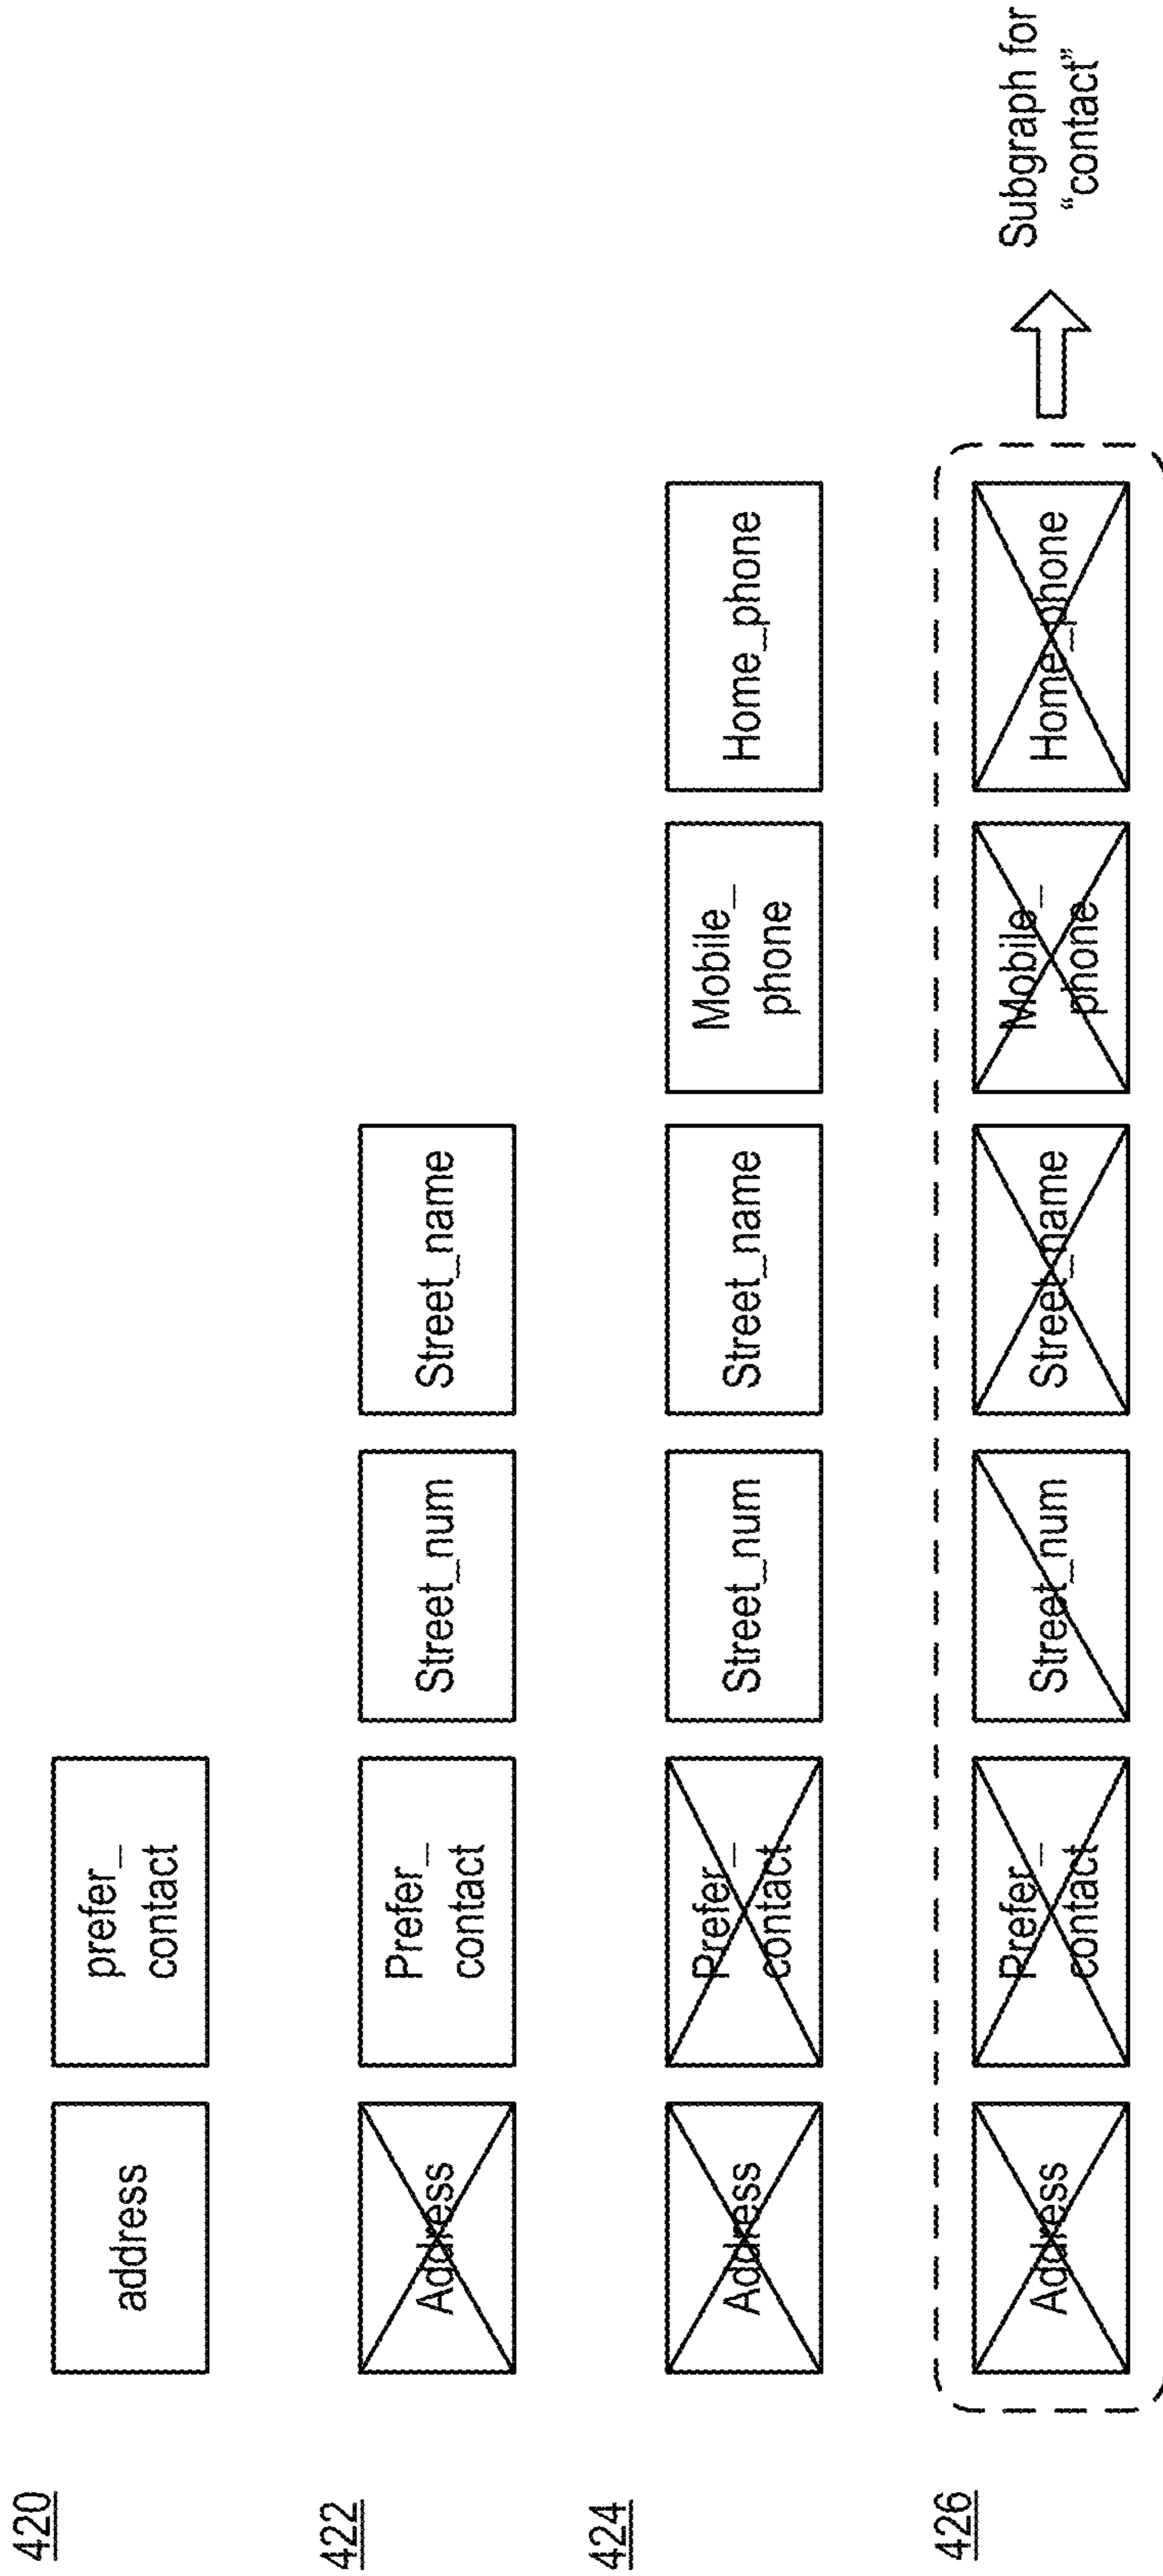 420
address
prefer_
contact
422
Address
Prefer_
contact
Street_num
Street_name
424
Address
Prefer_
contact
Street_num
Street_name
Mobile_
phone
Home_phone
426
Address
Prefer_
contact
Street_num
Street_name
Mobile_
phone
Home_phone
Subgraph for
“contact”